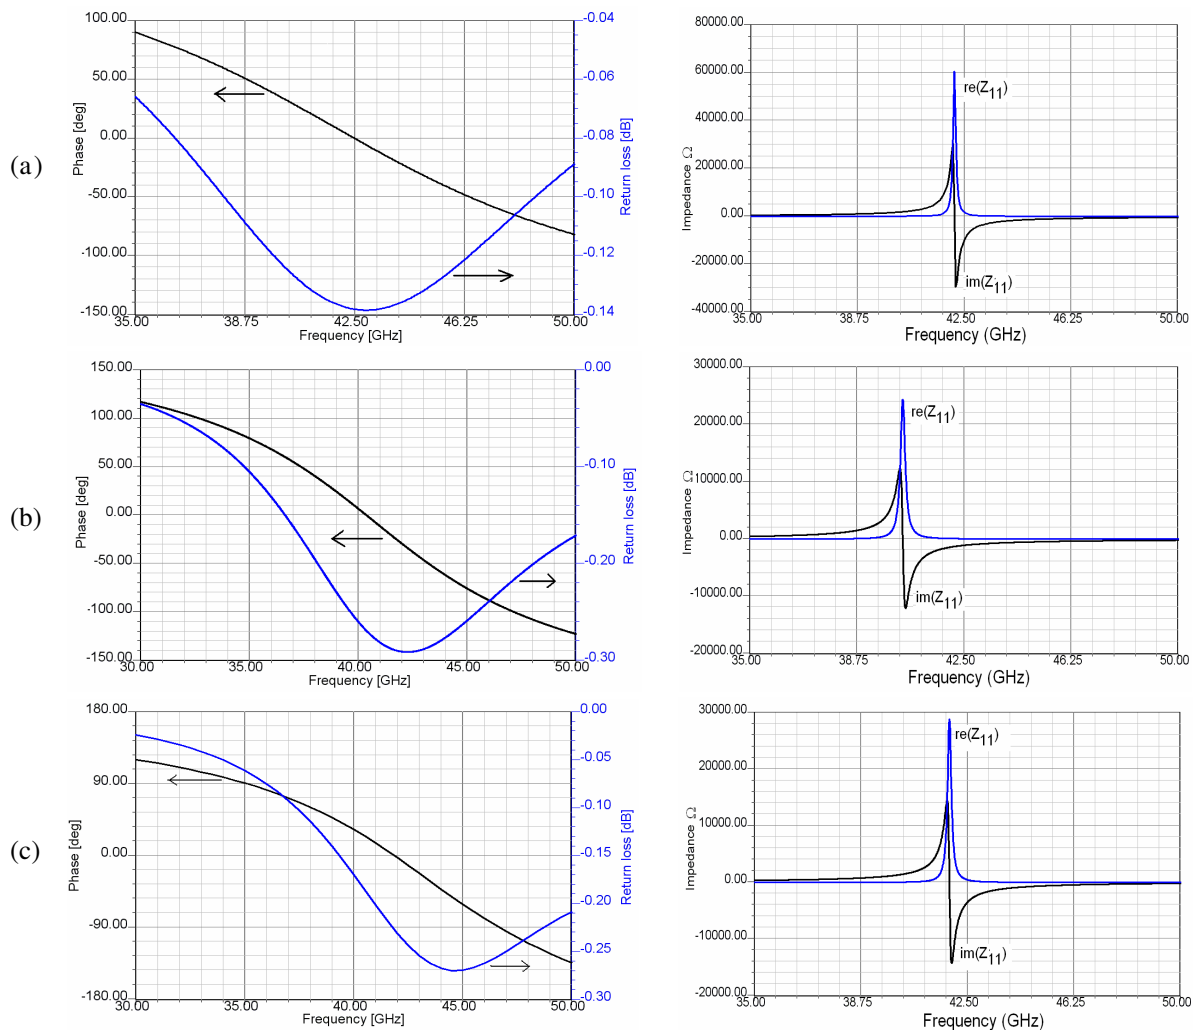 (a)
100.00
50.00
0.00
-50.00
-100.00
-150.00
Phase [deg]
35.00 38.75 42.50 46.25 50.00
Frequency [GHz]
-0.04
-0.06
-0.08
-0.10
-0.12
-0.14
Return loss [dB]
80000.00
60000.00
40000.00
20000.00
0.00
-20000.00
-40000.00
Impedance Ω
re(Z11)
im(Z11)
35.00 38.75 42.50 46.25 50.00
Frequency (GHz)
(b)
150.00
100.00
50.00
0.00
-50.00
-100.00
-150.00
Phase [deg]
30.00 35.00 40.00 45.00 50.00
Frequency [GHz]
0.00
-0.10
-0.20
-0.30
Return loss [dB]
30000.00
20000.00
10000.00
0.00
-10000.00
-20000.00
Impedance Ω
re(Z11)
im(Z11)
35.00 38.75 42.50 46.25 50.00
Frequency (GHz)
(c)
180.00
90.00
0.00
-90.00
-180.00
Phase [deg]
30.00 35.00 40.00 45.00 50.00
Frequency [GHz]
0.00
-0.05
-0.10
-0.15
-0.20
-0.25
-0.30
Return loss [dB]
30000.00
20000.00
10000.00
0.00
-10000.00
-20000.00
Impedance Ω
re(Z11)
im(Z11)
35.00 38.75 42.50 46.25 50.00
Frequency (GHz)